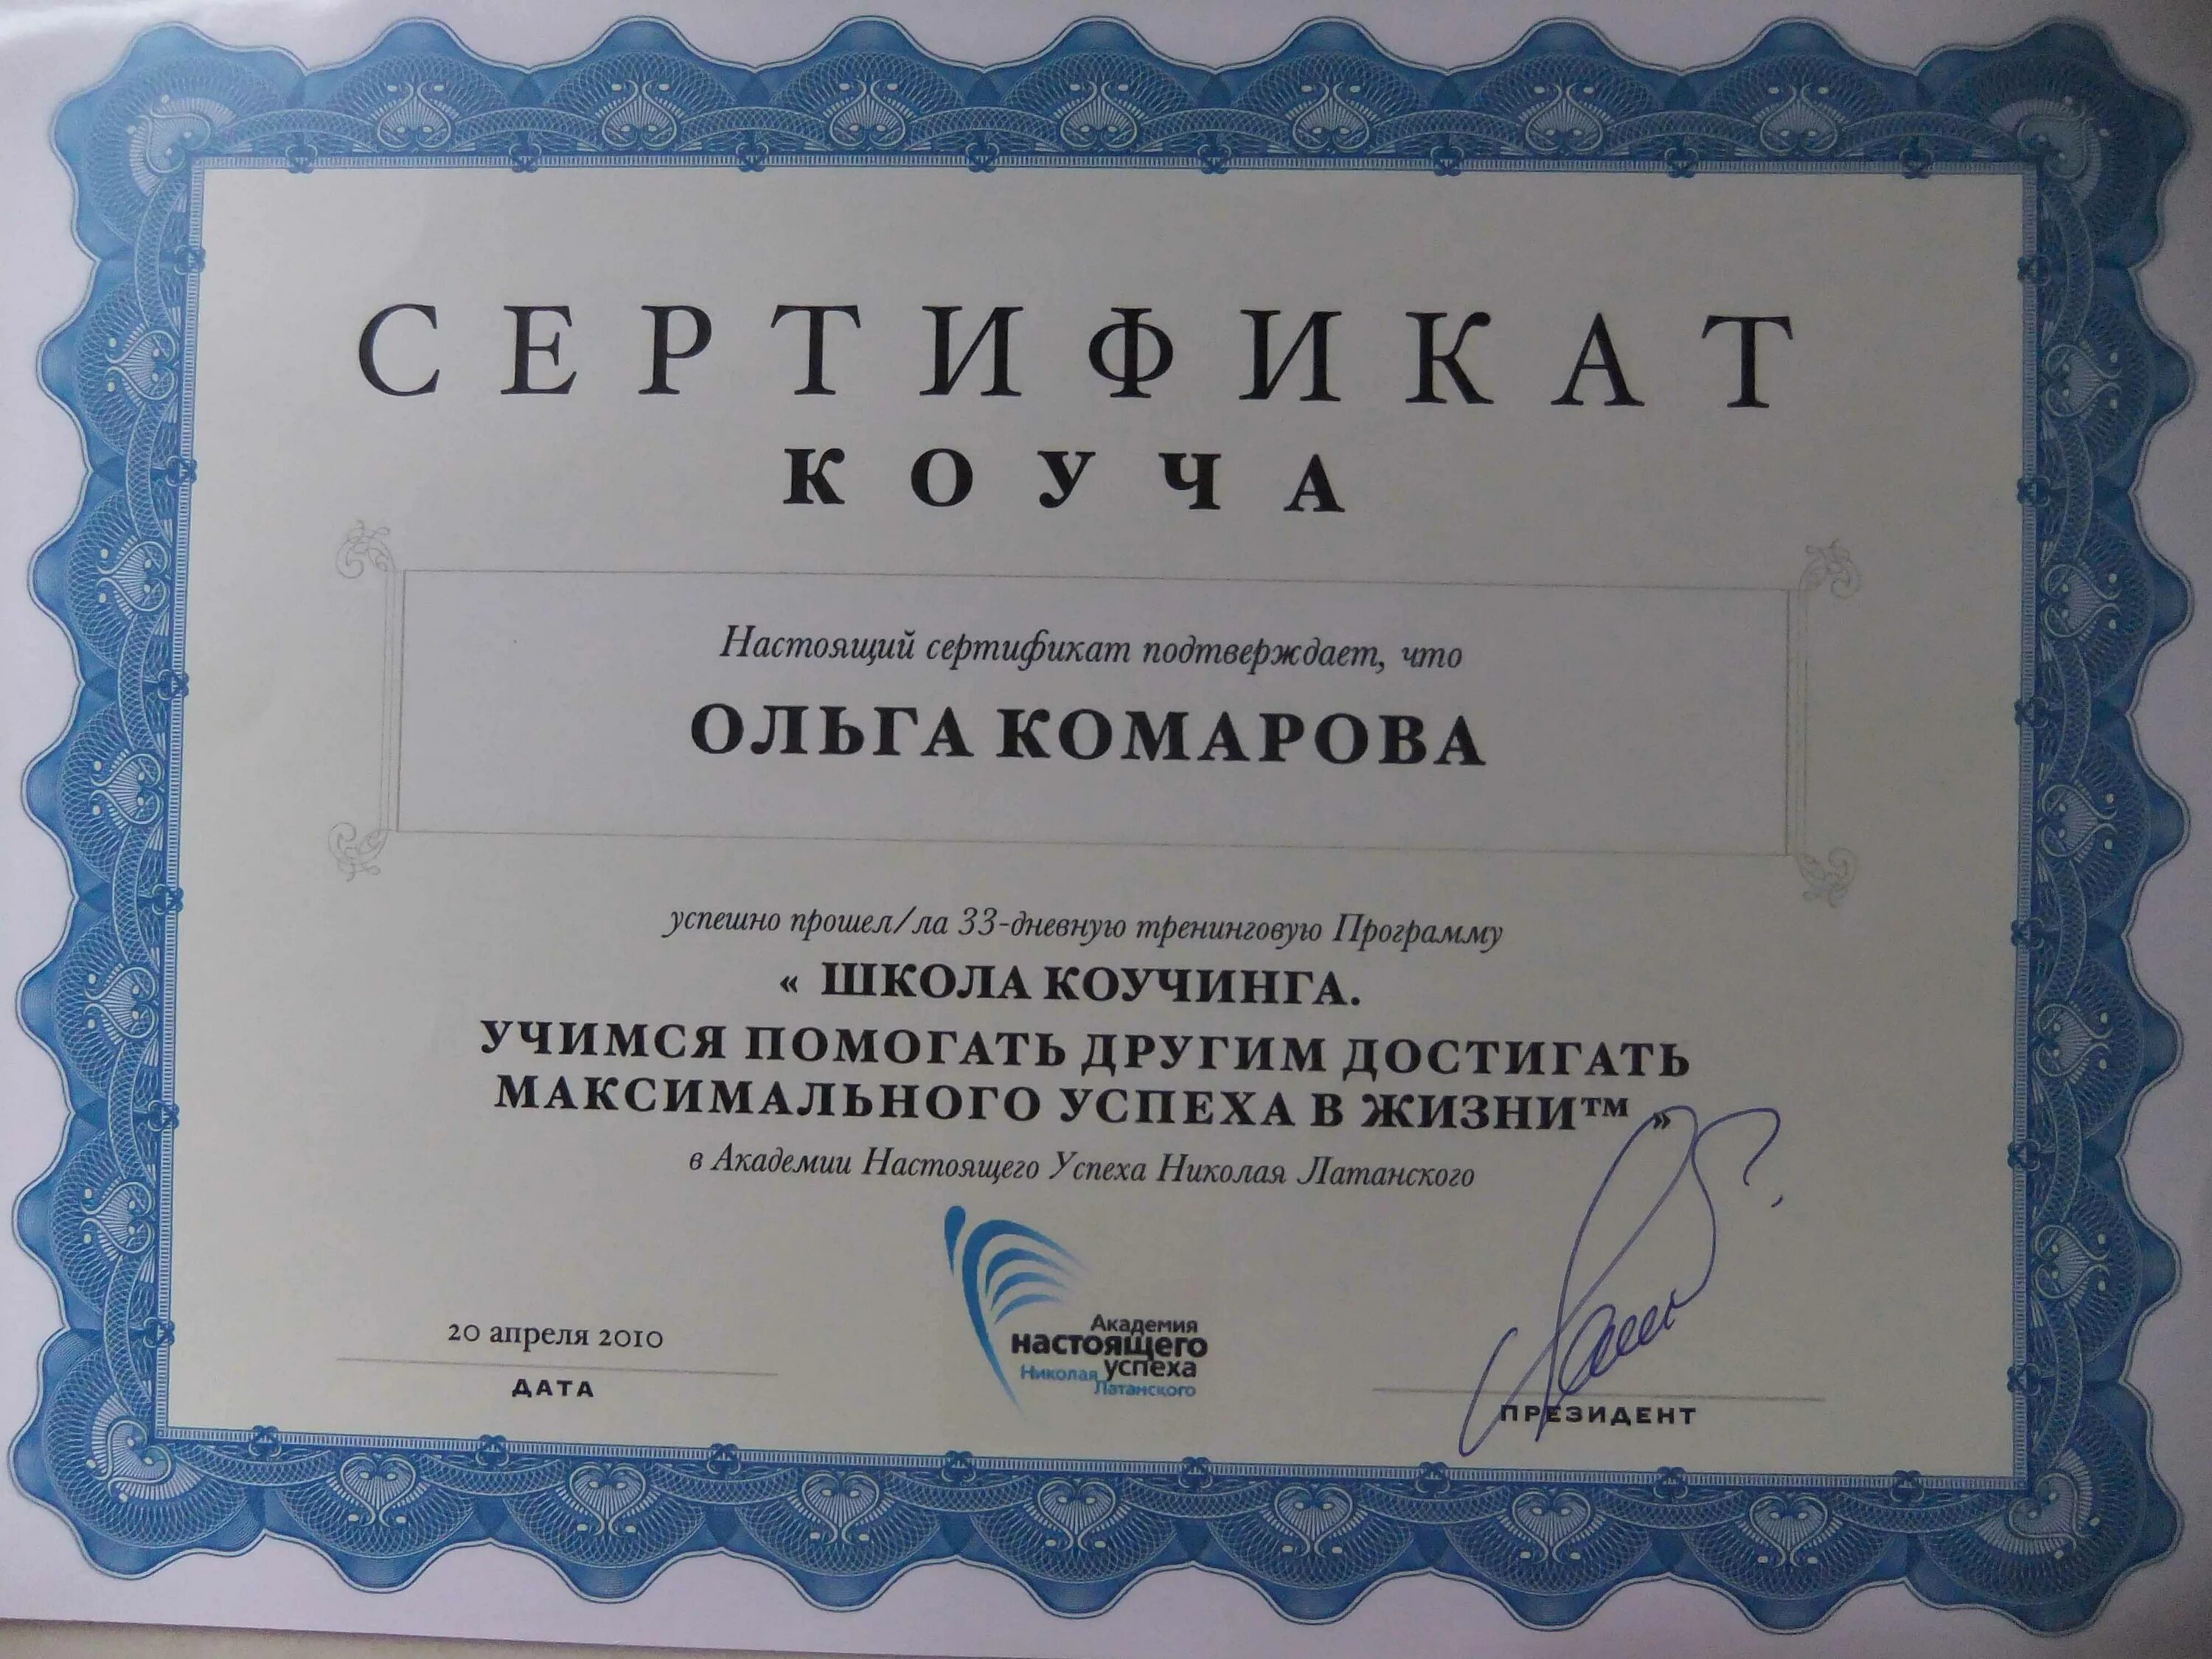 СЕРТИФИКАТ
КОУЧА
Настоящий сертификат подтверждает, что
ОЛЬГА КОМАРОВА
успешно прошел/ла 33-дневную тренинговую Программу
« ШКОЛА КОУЧИНГА.
УЧИМСЯ ПОМОГАТЬ ДРУГИМ ДОСТИГАТЬ
МАКСИМАЛЬНОГО УСПЕХА В ЖИЗНИ™ »
в Академии Настоящего Успеха Николая Латанского
20 апреля 2010
ДАТА
Академия
настоящего
Николая успеха
Латанского
ПРЕЗИДЕНТ